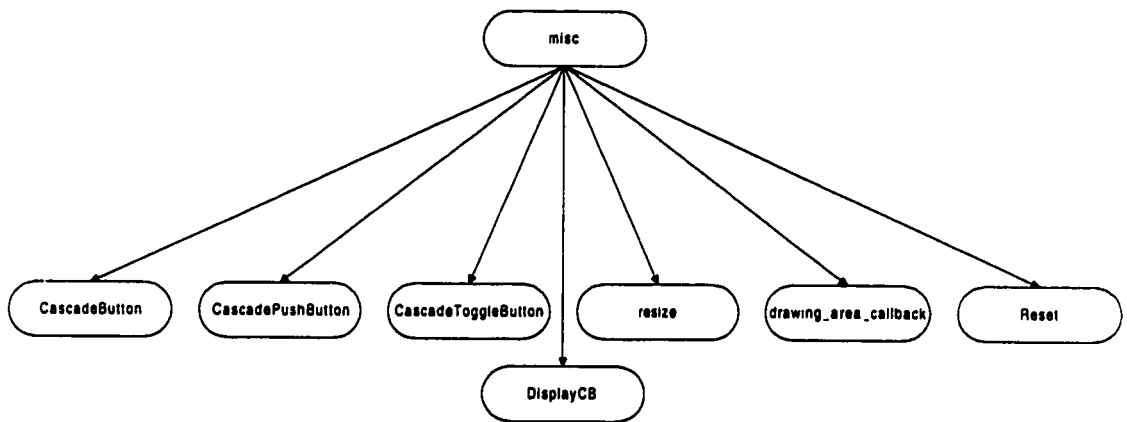 misc
CascadeButton
CascadePushButton
CascadeToggleButton
resize
drawing_area_callback
Reset
DisplayCB